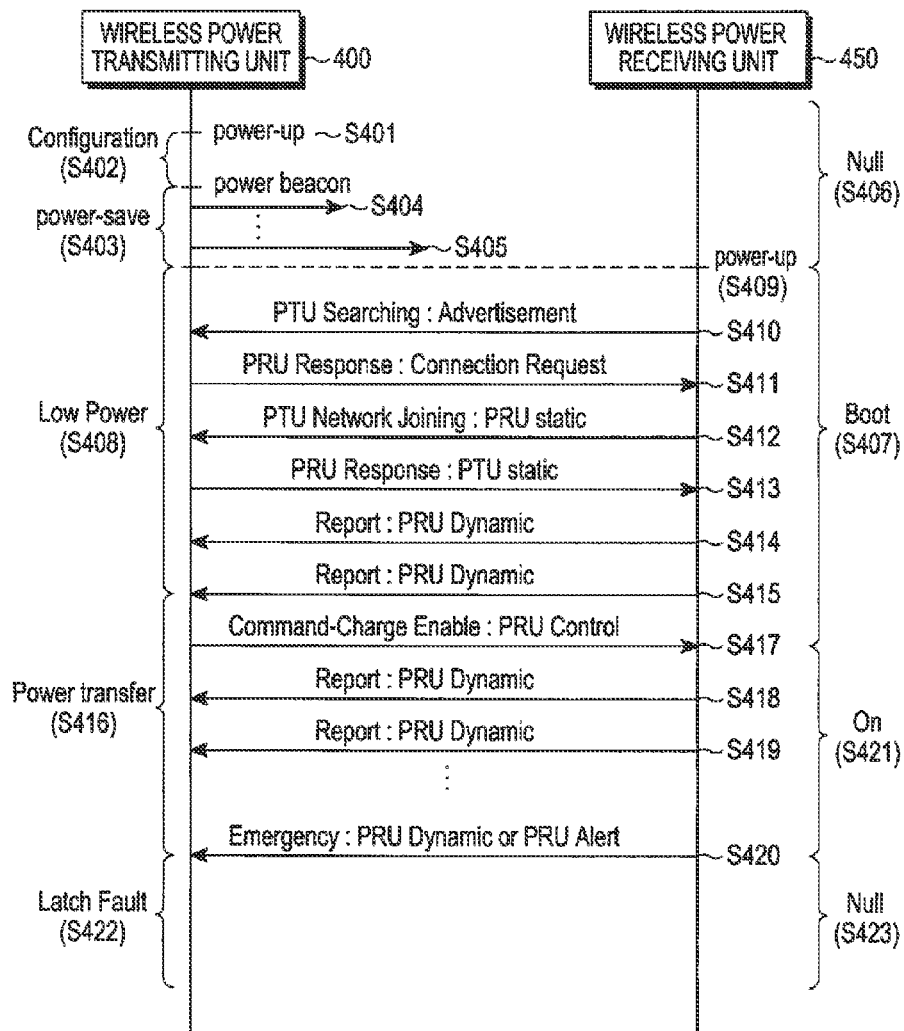 WIRELESS POWER
TRANSMITTING UNIT
400
WIRELESS POWER
RECEIVING UNIT
450
Configuration
(S402)
power-up
S401
Null
(S406)
power beacon
S404
power-save
(S403)
S405
power-up
(S409)
PTU Searching : Advertisement
S410
PRU Response : Connection Request
S411
Low Power
(S408)
PTU Network Joining : PRU static
S412
Boot
(S407)
PRU Response : PTU static
S413
Report : PRU Dynamic
S414
Report : PRU Dynamic
S415
Command-Charge Enable : PRU Control
S417
Power transfer
(S416)
Report : PRU Dynamic
S418
Report : PRU Dynamic
S419
On
(S421)
Emergency : PRU Dynamic or PRU Alert
S420
Latch Fault
(S422)
Null
(S423)